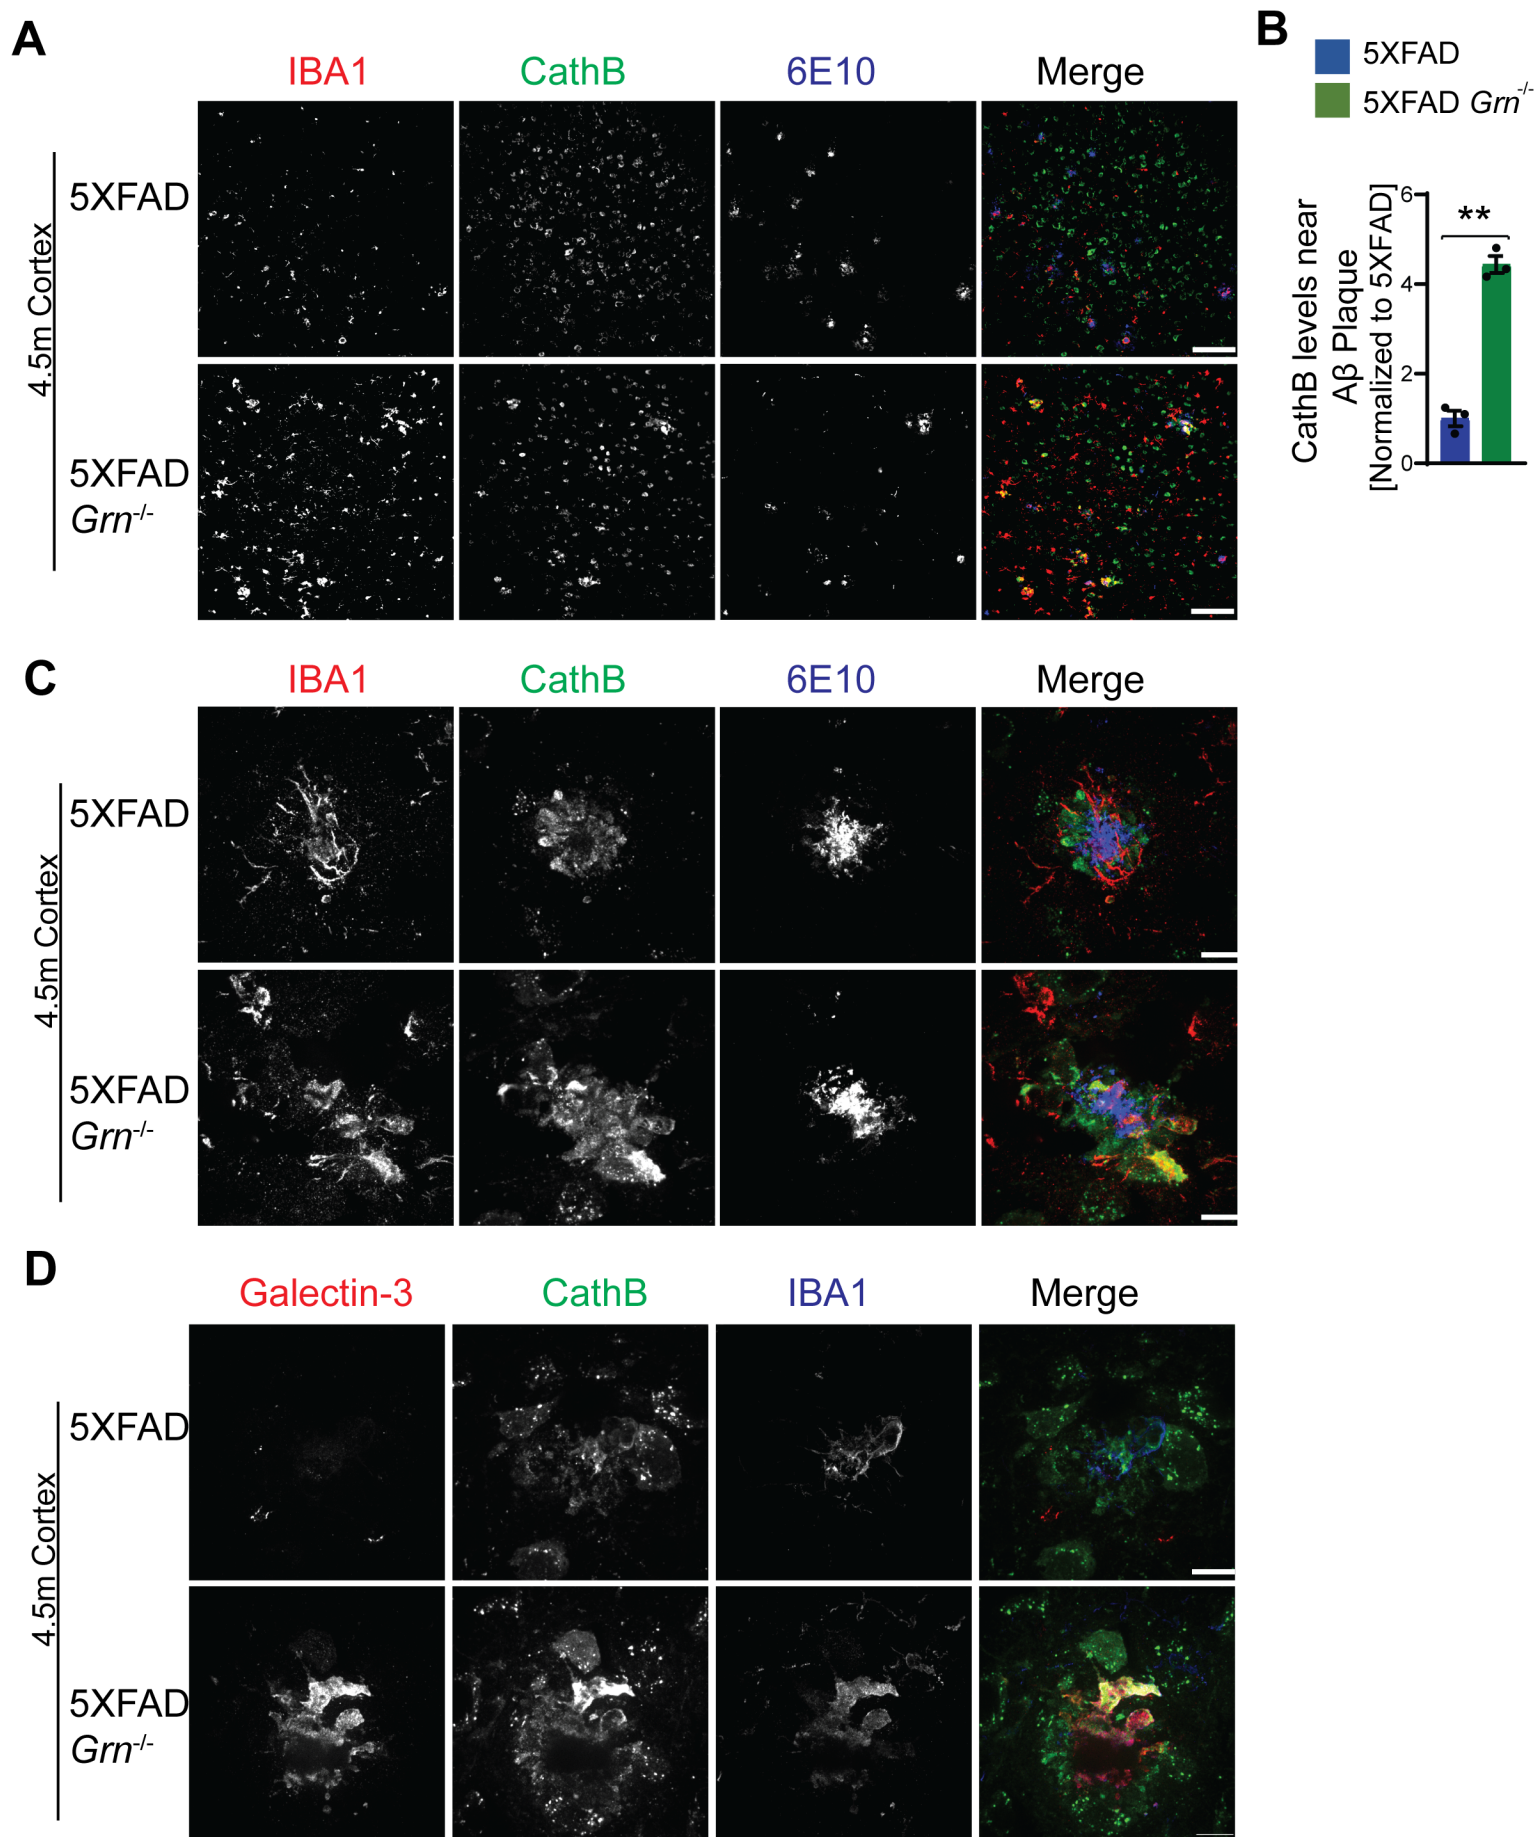 A
IBA1 CathB 6E10 Merge
4.5m Cortex
5XFAD
5XFAD
Grn-/-
B
5XFAD
5XFAD Grn-/-
CathB levels near
Aβ Plaque
[Normalized to 5XFAD]
6
4
2
0
**
C
IBA1 CathB 6E10 Merge
4.5m Cortex
5XFAD
5XFAD
Grn-/-
D
Galectin-3 CathB IBA1 Merge
4.5m Cortex
5XFAD
5XFAD
Grn-/-